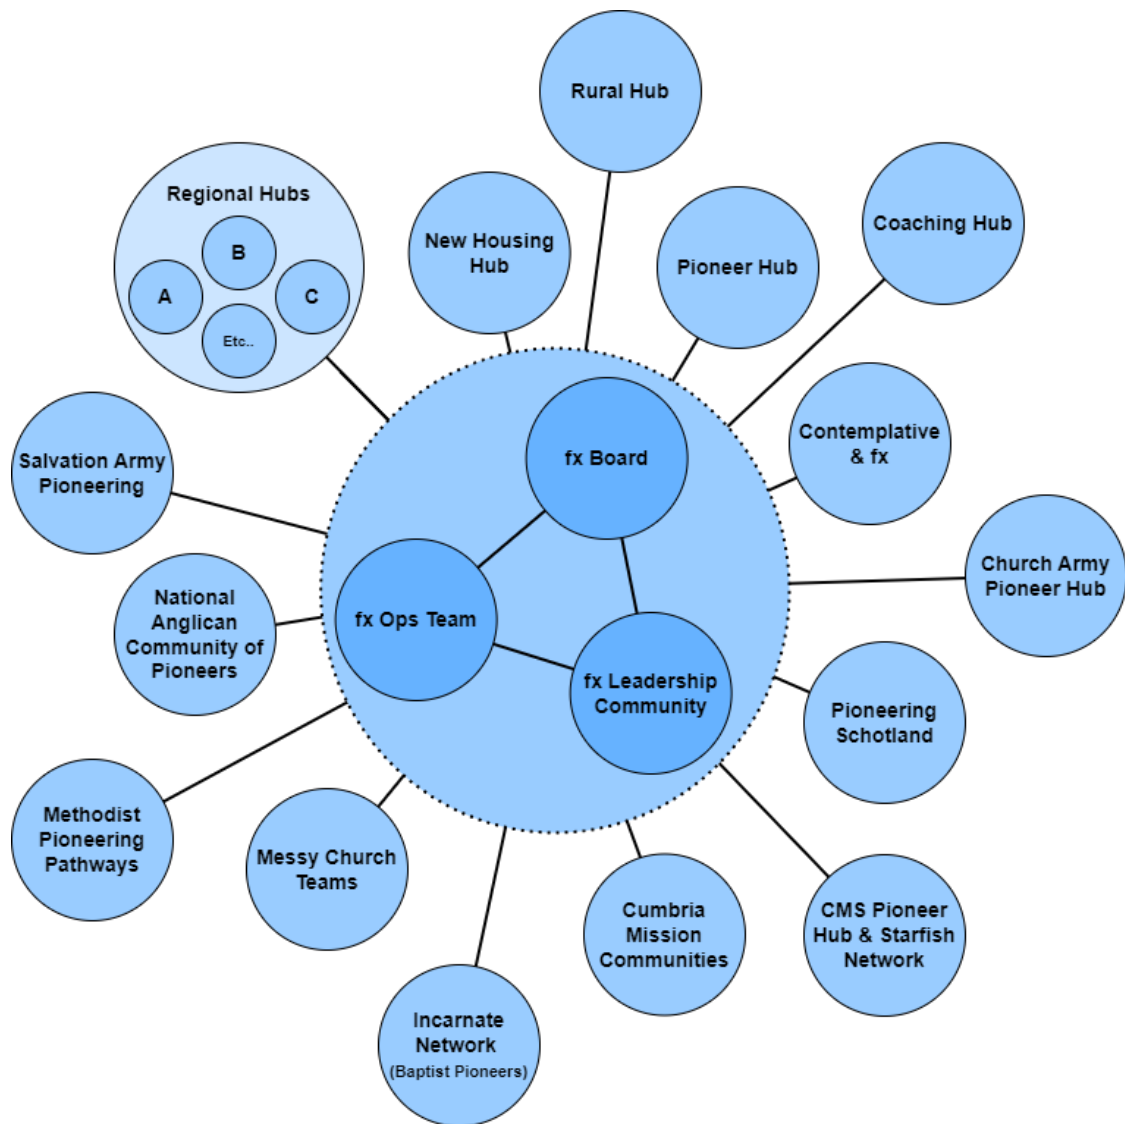 Rural Hub
Regional Hubs
B
A
C
Etc..
New Housing
Hub
Pioneer Hub
Coaching Hub
Contemplative
& fx
fx Board
Salvation Army
Pioneering
Church Army
Pioneer Hub
National
Anglican
Community of
Pioneers
fx Ops Team
fx Leadership
Community
Pioneering
Schotland
Methodist
Pioneering
Pathways
Messy Church
Teams
Cumbria
Mission
Communities
CMS Pioneer
Hub & Starfish
Network
Incarnate
Network
(Baptist Pioneers)